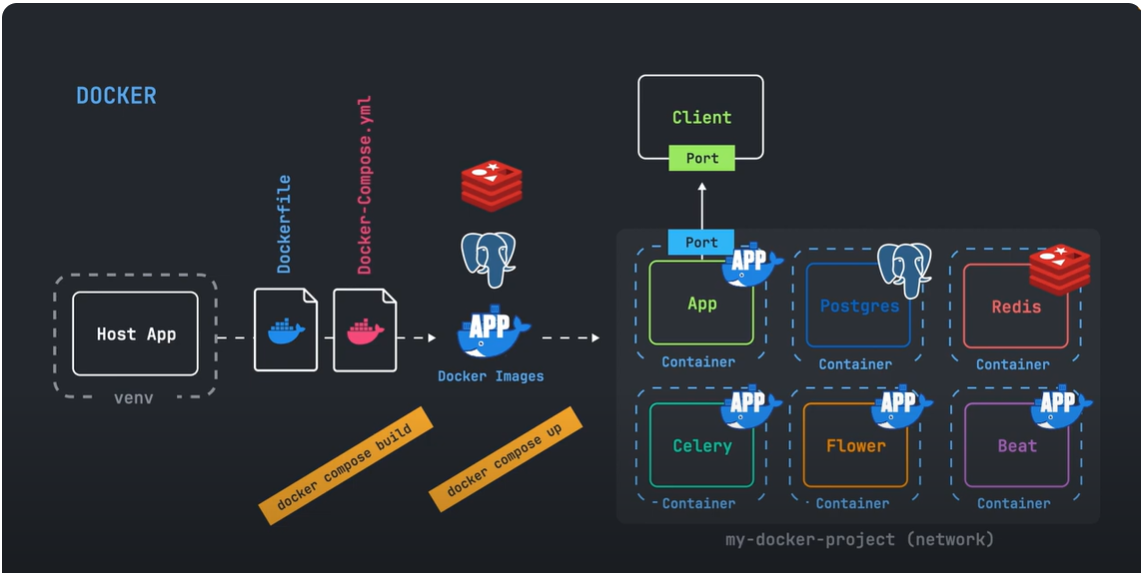 DOCKER
Dockerfile
Docker-Compose.yml
Client
Port
Port
Host App
venv
APP
Docker Images
docker compose build
docker compose up
App
APP
Container
Postgres
Container
Redis
Container
Celery
APP
Container
Flower
APP
Container
Beat
APP
Container
my-docker-project (network)